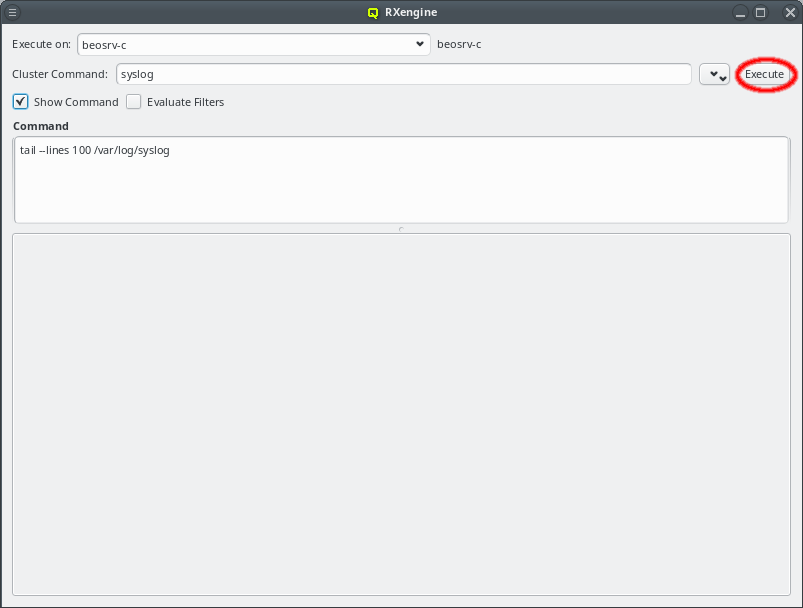 RXengine
Execute on: beosrv-c beosrv-c
Cluster Command: syslog Execute
Show Command Evaluate Filters
Command
tail --lines 100 /var/log/syslog